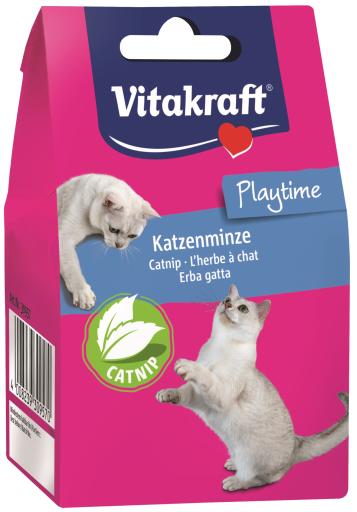 Vitakraft®
Playtime
Katzenminze
Catnip · L'herbe à chat
Erba gatta
CATNIP